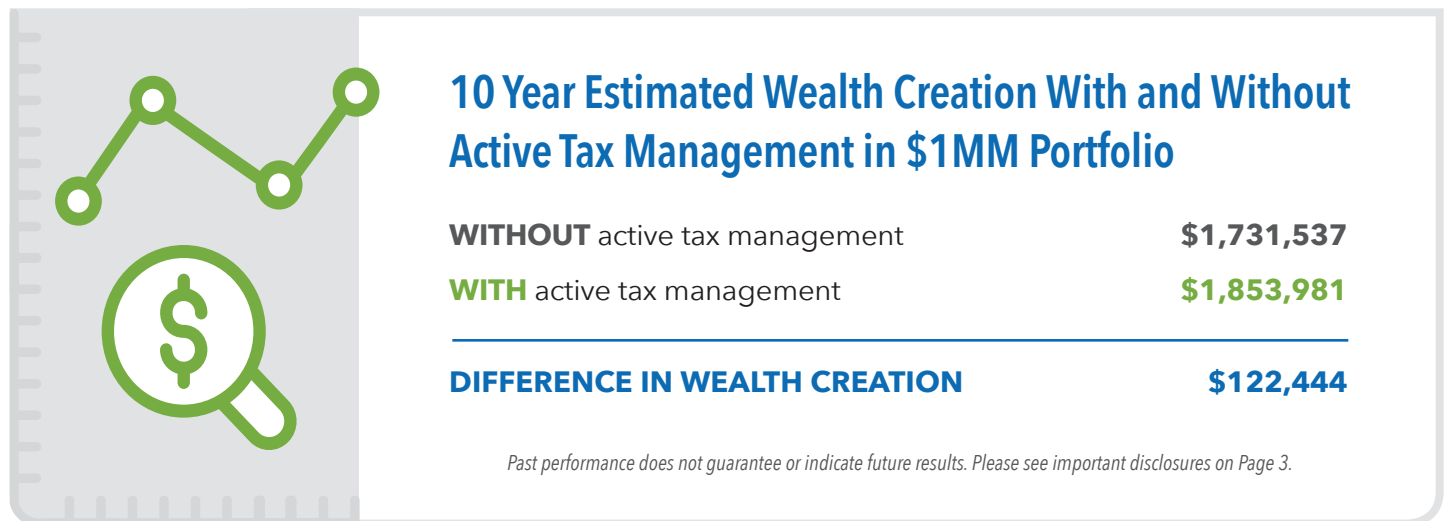 10 Year Estimated Wealth Creation With and Without
Active Tax Management in $1MM Portfolio
WITHOUT active tax management $1,731,537
WITH active tax management $1,853,981
DIFFERENCE IN WEALTH CREATION $122,444
Past performance does not guarantee or indicate future results. Please see important disclosures on Page 3.
$